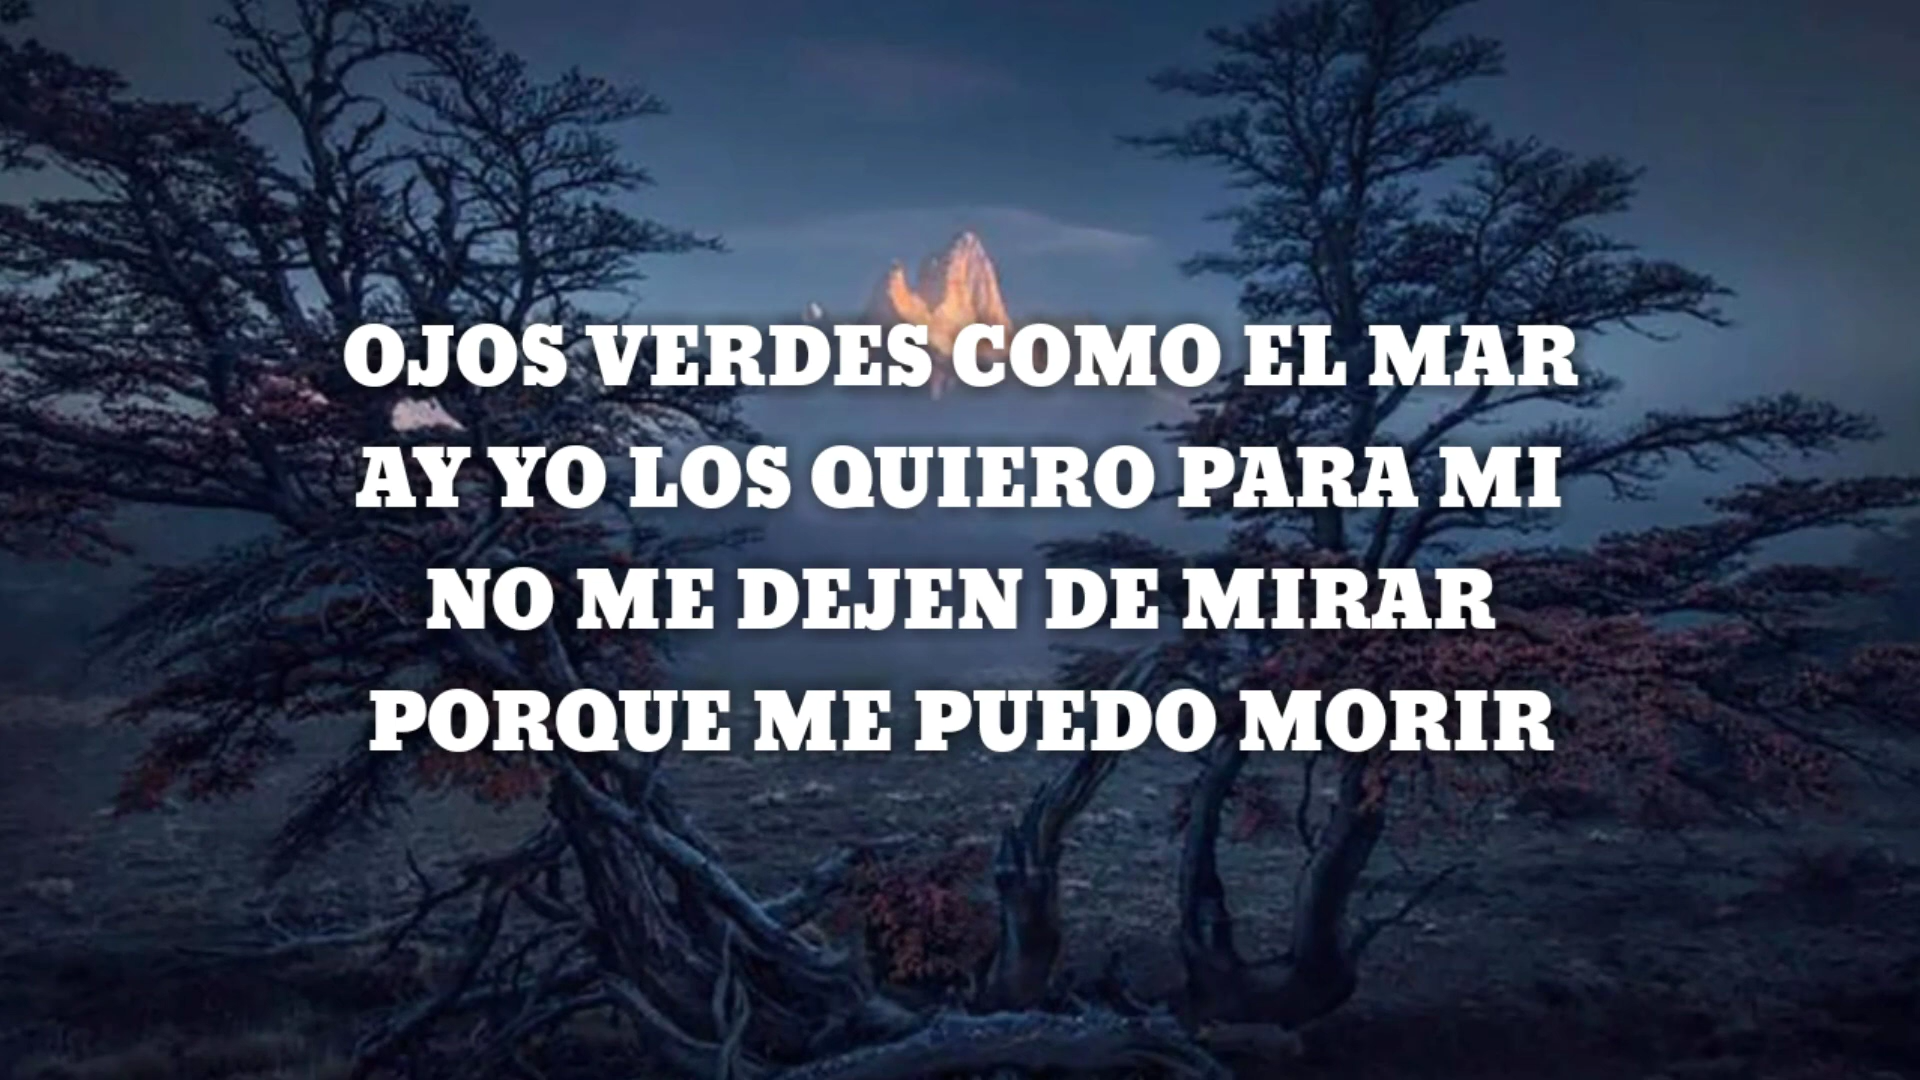 OJOS VERDES COMO EL MAR
AY YO LOS QUIERO PARA MI
NO ME DEJEN DE MIRAR
PORQUE ME PUEDO MORIR